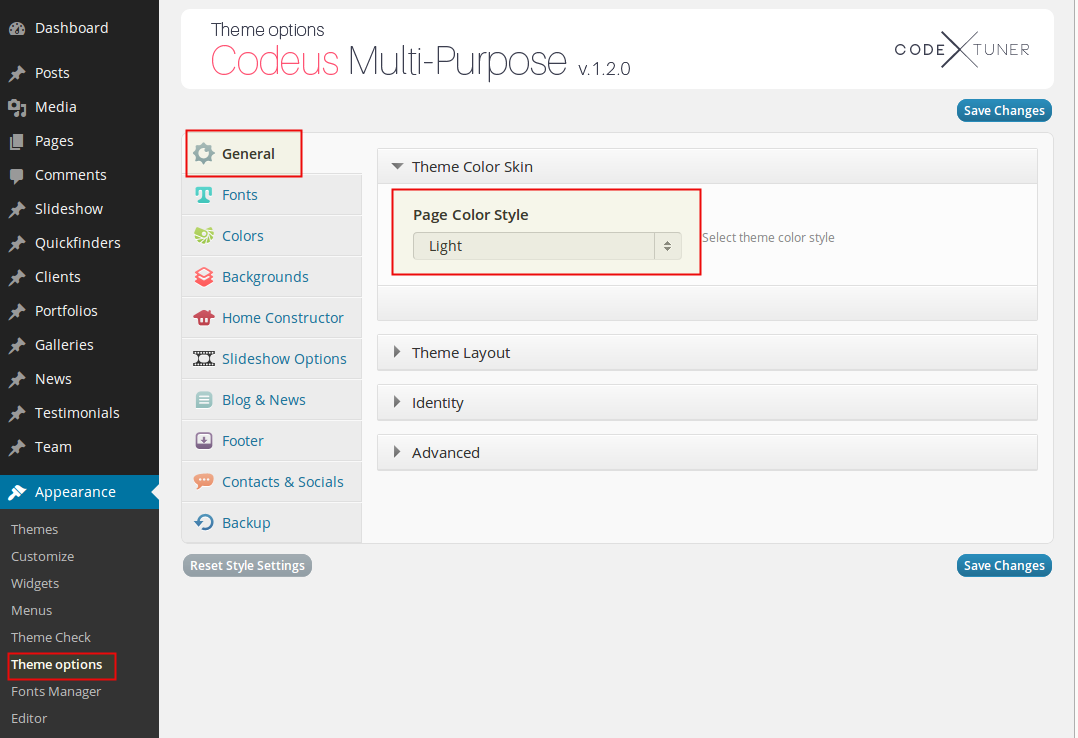 Dashboard
Posts
Media
Pages
Comments
Slideshow
Quickfinders
Clients
Portfolios
Galleries
News
Testimonials
Team
Appearance
Themes
Customize
Widgets
Menus
Theme Check
Theme options
Fonts Manager
Editor
Theme options
Codeus Multi-Purpose v.1.2.0
CODE X TUNER
Save Changes
General
Fonts
Colors
Backgrounds
Home Constructor
Slideshow Options
Blog & News
Footer
Contacts & Socials
Backup
Theme Color Skin
Page Color Style
Light
Select theme color style
Theme Layout
Identity
Advanced
Reset Style Settings
Save Changes